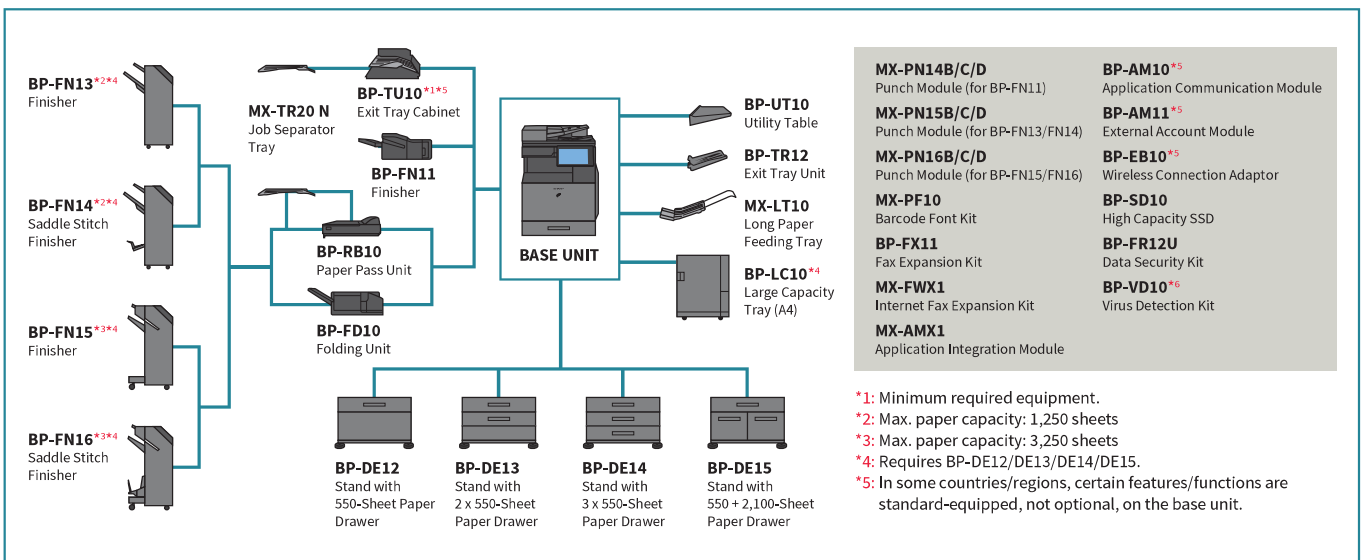 BP-FN13*2*4
Finisher
BP-FN14*2*4
Saddle Stitch
Finisher
BP-FN15*3*4
Finisher
BP-FN16*3*4
Saddle Stitch
Finisher
MX-TR20 N
Job Separator
Tray
BP-TU10*1*5
Exit Tray Cabinet
BP-FN11
Finisher
BP-RB10
Paper Pass Unit
BP-FD10
Folding Unit
BASE UNIT
BP-UT10
Utility Table
BP-TR12
Exit Tray Unit
MX-LT10
Long Paper
Feeding Tray
BP-LC10*4
Large Capacity
Tray (A4)
BP-DE12
Stand with
550-Sheet Paper
Drawer
BP-DE13
Stand with
2 x 550-Sheet
Paper Drawer
BP-DE14
Stand with
3 x 550-Sheet
Paper Drawer
BP-DE15
Stand with
550 + 2,100-Sheet
Paper Drawer
MX-PN14B/C/D
Punch Module (for BP-FN11)
MX-PN15B/C/D
Punch Module (for BP-FN13/FN14)
MX-PN16B/C/D
Punch Module (for BP-FN15/FN16)
MX-PF10
Barcode Font Kit
BP-FX11
Fax Expansion Kit
MX-FWX1
Internet Fax Expansion Kit
MX-AMX1
Application Integration Module
BP-AM10*5
Application Communication Module
BP-AM11*5
External Account Module
BP-EB10*5
Wireless Connection Adaptor
BP-SD10
High Capacity SSD
BP-FR12U
Data Security Kit
BP-VD10*6
Virus Detection Kit
*1: Minimum required equipment.
*2: Max. paper capacity: 1,250 sheets
*3: Max. paper capacity: 3,250 sheets
*4: Requires BP-DE12/DE13/DE14/DE15.
*5: In some countries/regions, certain features/functions are
standard-equipped, not optional, on the base unit.